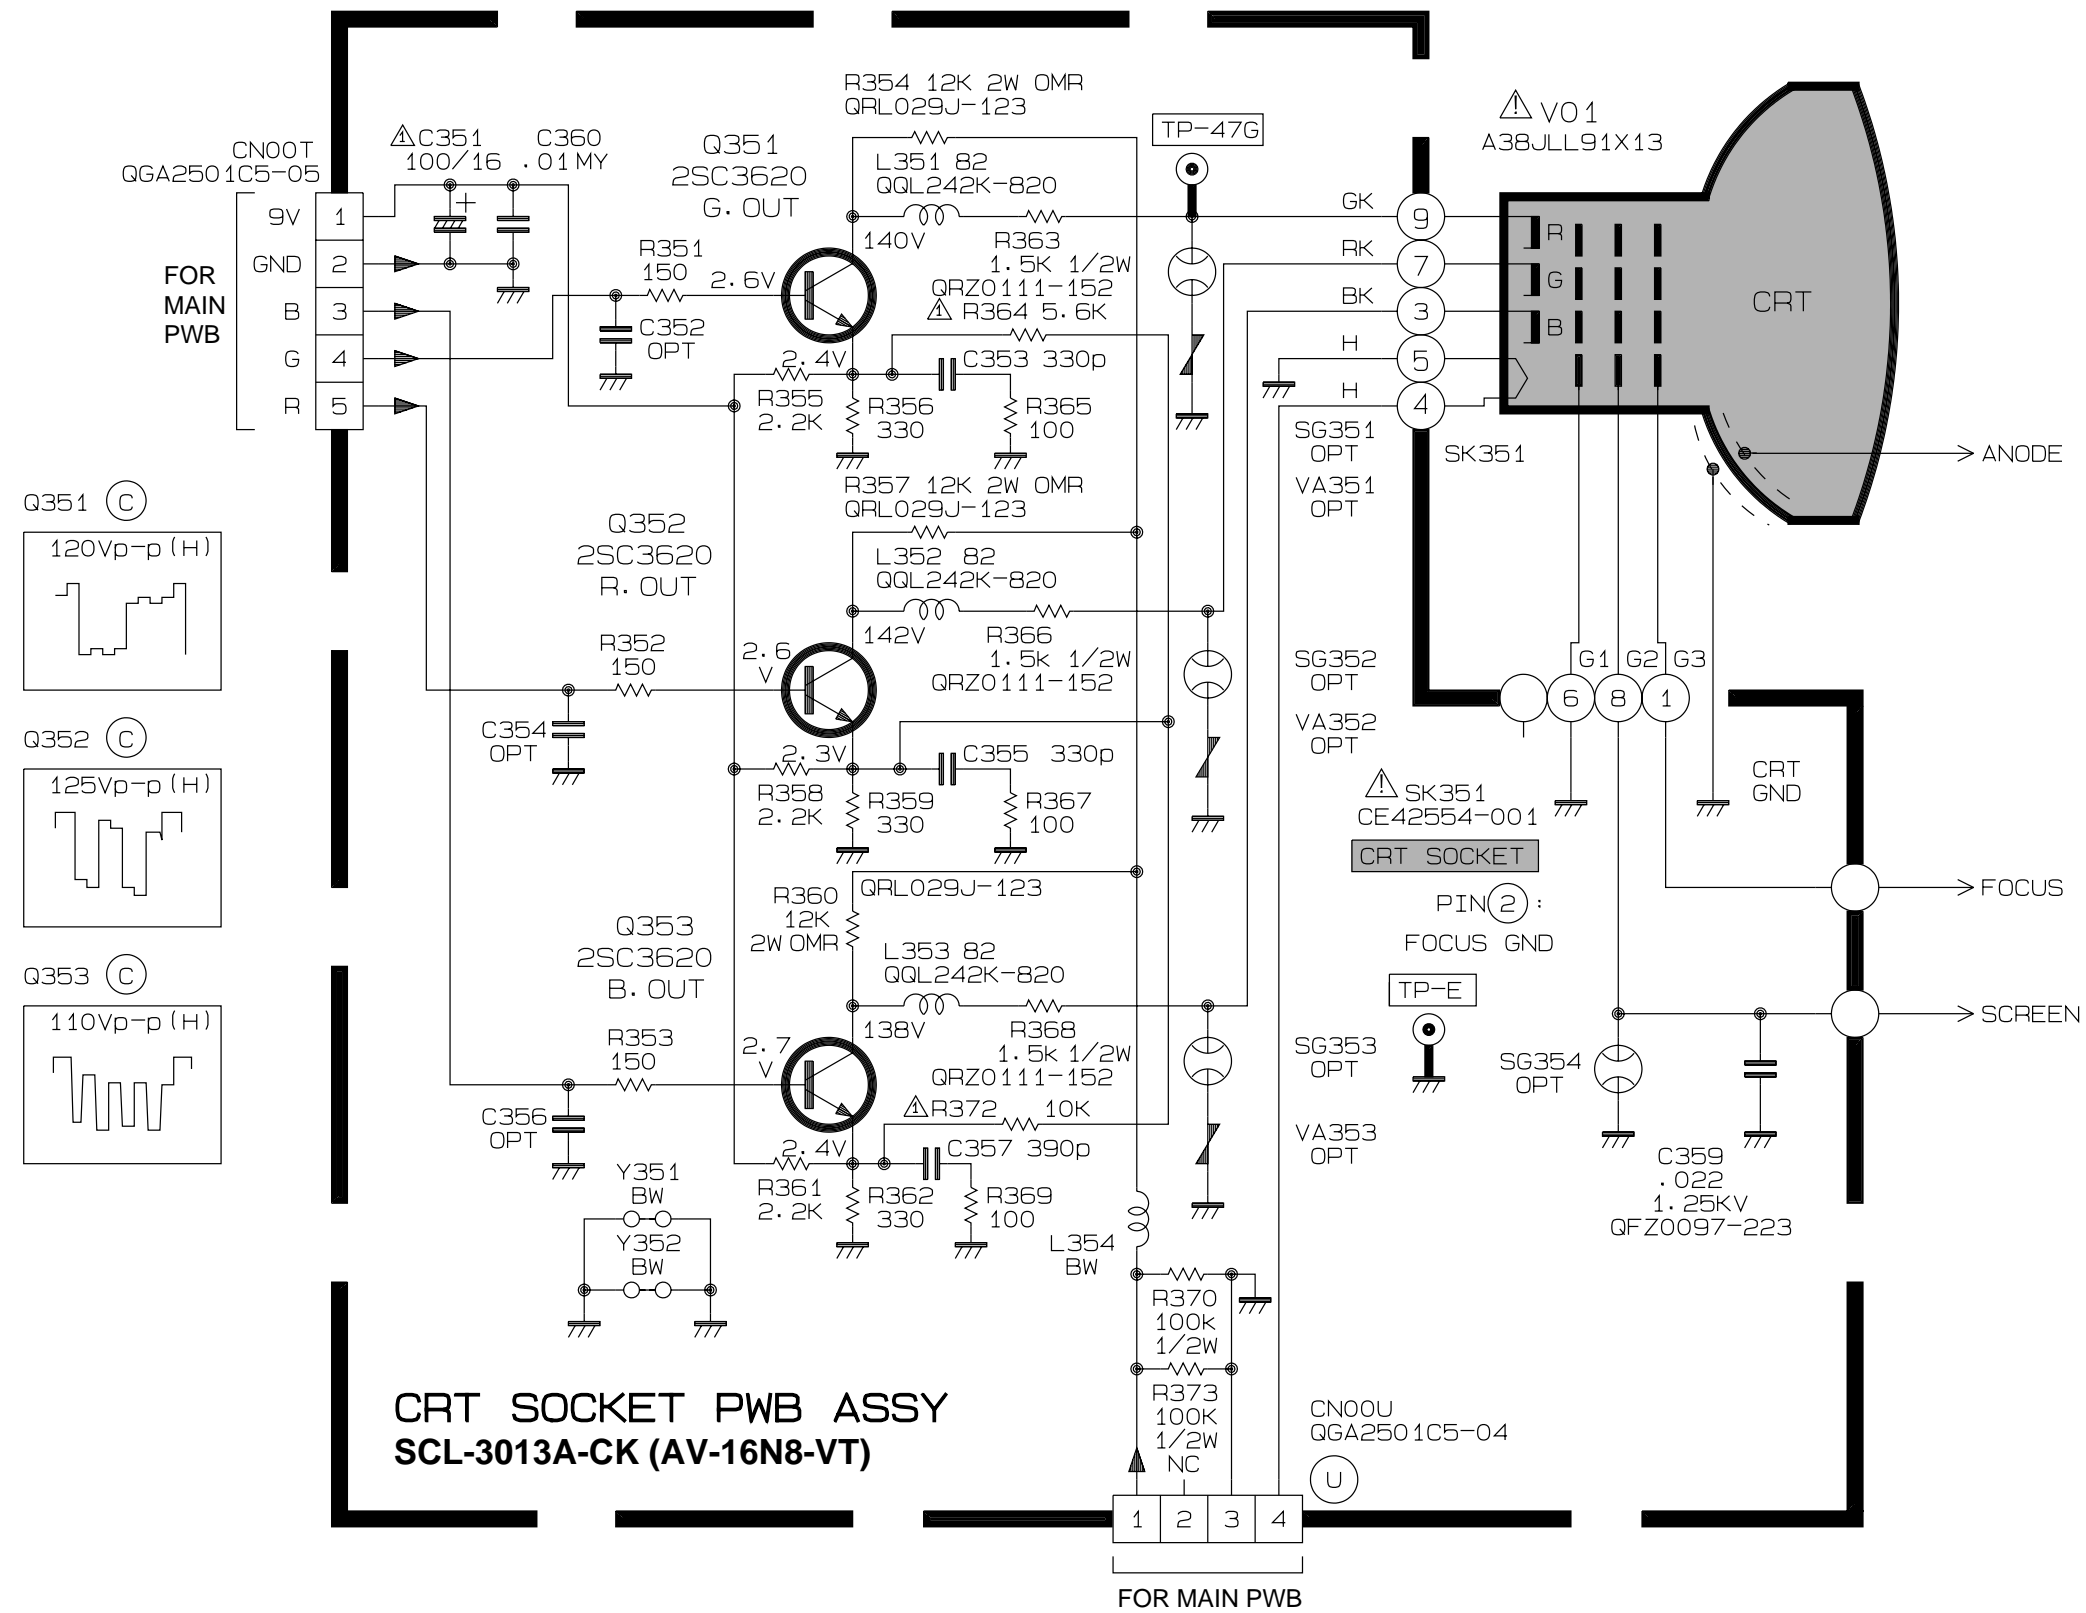 R354 12K 2W OMR
QRL029J-123
TP-47G
⚠ V01
A38JLL91X13
CN00T
QGA2501C5-05
⚠ C351
100/16
C360
.01MY
+
Q351
2SC3620
G.OUT
L351 82
QQL242K-820
140V
R363
1.5K 1/2W
QRZ0111-152
⚠ R364 5.6K
FOR
MAIN
PWB
9V 1
GND 2
B 3
G 4
R 5
R351
150
2.6V
C352
OPT
2.4V
C353 330p
R355
2.2K
R356
330
R365
100
GK 9
RK 7
BK 3
H 5
H 4
R
G
B
CRT
SG351
OPT
SK351
VA351
OPT
ANODE
Q351 C
120Vp-p (H)
R357 12K 2W OMR
QRL029J-123
Q352
2SC3620
R.OUT
L352 82
QQL242K-820
142V
R366
1.5k 1/2W
QRZ0111-152
R352
150
2.6
V
C354
OPT
2.3V
C355 330p
R358
2.2K
R359
330
R367
100
SG352
OPT
VA352
OPT
G1 G2 G3
6 8 1
CRT
GND
⚠ SK351
CE42554-001
CRT SOCKET
PIN 2 :
FOCUS GND
FOCUS
TP-E
SCREEN
Q352 C
125Vp-p (H)
QRL029J-123
R360
12K
2W OMR
Q353
2SC3620
B.OUT
L353 82
QQL242K-820
138V
R368
1.5k 1/2W
QRZ0111-152
⚠ R372 10K
R353
150
2.7
V
C356
OPT
2.4V
C357 390p
R361
2.2K
R362
330
R369
100
SG353
OPT
VA353
OPT
SG354
OPT
C359
.022
1.25KV
QFZ0097-223
Q353 C
110Vp-p (H)
Y351
BW
Y352
BW
L354
BW
R370
100k
1/2W
R373
100K
1/2W
NC
CN00U
QGA2501C5-04
U
CRT SOCKET PWB ASSY
SCL-3013A-CK (AV-16N8-VT)
1 2 3 4
FOR MAIN PWB